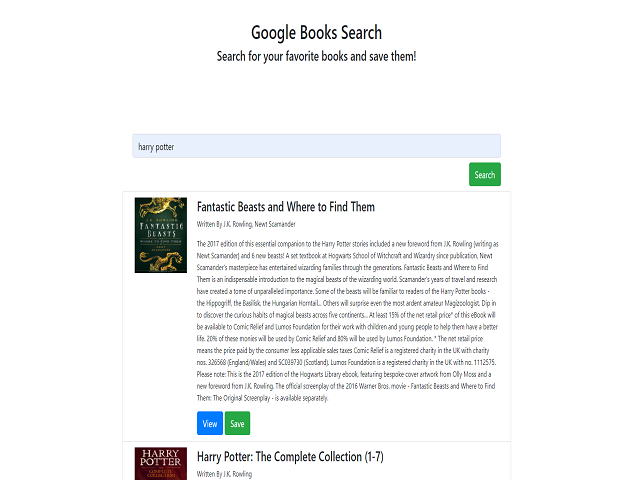 Google Books Search
Search for your favorite books and save them!
harry potter
Search
J.K. ROWLING
FANTASTIC
BEASTS
AND
WHERE TO FIND
THEM
Fantastic Beasts and Where to Find Them
Written By J.K. Rowling, Newt Scamander
The 2017 edition of this essential companion to the Harry Potter stories included a new foreword from J.K. Rowling (writing as
Newt Scamander) and 6 new beasts! A set textbook at Hogwarts School of Witchcraft and Wizardry since publication, Newt
Scamander's masterpiece has entertained wizarding families through the generations. Fantastic Beasts and Where to Find
Them is an indispensable introduction to the magical beasts of the wizarding world. Scamander's years of travel and research
have created a tome of unparalleled importance. Some of the beasts will be familiar to readers of the Harry Potter books -
the Hippogriff, the Basilisk, the Hungarian Horntail... Others will surprise even the most ardent amateur Magizoologist. Dip in
to discover the curious habits of magical beasts across five continents... At least 15% of the net retail price* of this eBook will
be available to Comic Relief and Lumos Foundation for their work with children and young people to help them have a better
life. 20% of these monies will be used by Comic Relief and 80% will be used by Lumos Foundation. * The net retail price
means the price paid by the consumer less applicable sales taxes Comic Relief is a registered charity in the UK with charity
nos. 326568 (England/Wales) and SC039730 (Scotland). Lumos Foundation is a registered charity in the UK with no. 1112575.
Please note: This is the 2017 edition of the Hogwarts Library ebook, featuring bespoke cover artwork from Olly Moss and a
new foreword from J.K. Rowling. The official screenplay of the 2016 Warner Bros. movie - Fantastic Beasts and Where to Find
Them: The Original Screenplay - is available separately.
View Save
HARRY
POTTER
COMPLETE
COLLECTION
Harry Potter: The Complete Collection (1-7)
Written By J.K. Rowling